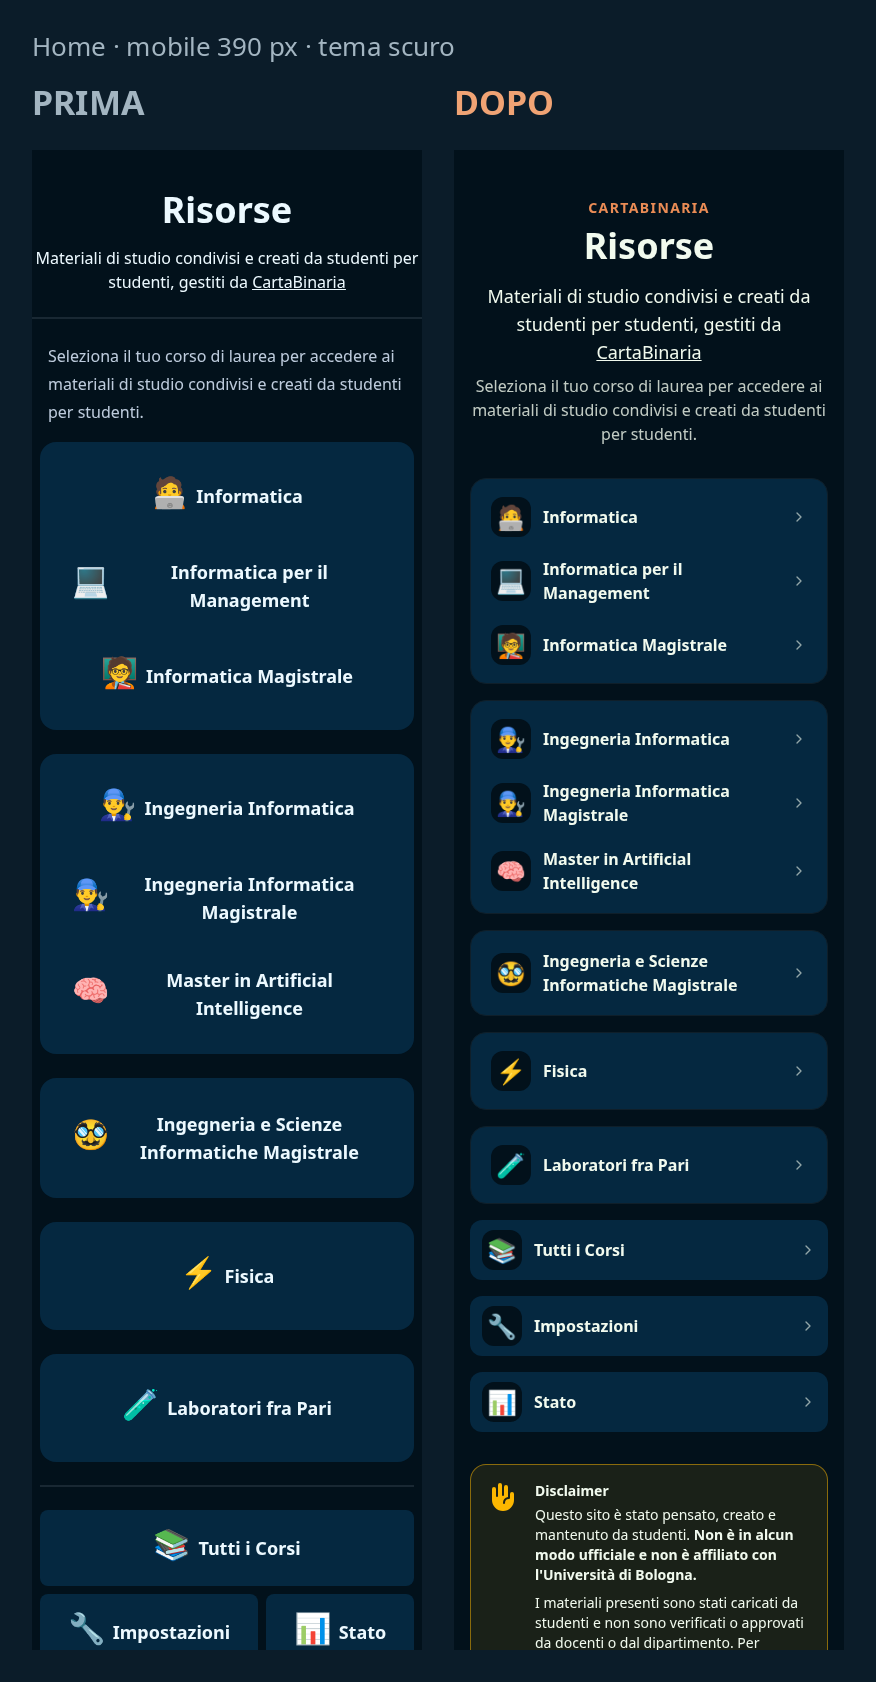 Home · mobile 390 px · tema scuro
PRIMA
Risorse
Materiali di studio condivisi e creati da studenti per
studenti, gestiti da CartaBinaria
Seleziona il tuo corso di laurea per accedere ai
materiali di studio condivisi e creati da studenti
per studenti.
Informatica
Informatica per il
Management
Informatica Magistrale
Ingegneria Informatica
Ingegneria Informatica
Magistrale
Master in Artificial
Intelligence
Ingegneria e Scienze
Informatiche Magistrale
Fisica
Laboratori fra Pari
Tutti i Corsi
Impostazioni
Stato
DOPO
CARTABINARIA
Risorse
Materiali di studio condivisi e creati da
studenti per studenti, gestiti da
CartaBinaria
Seleziona il tuo corso di laurea per accedere ai
materiali di studio condivisi e creati da studenti
per studenti.
Informatica
Informatica per il
Management
Informatica Magistrale
Ingegneria Informatica
Ingegneria Informatica
Magistrale
Master in Artificial
Intelligence
Ingegneria e Scienze
Informatiche Magistrale
Fisica
Laboratori fra Pari
Tutti i Corsi
Impostazioni
Stato
Disclaimer
Questo sito è stato pensato, creato e
mantenuto da studenti. Non è in alcun
modo ufficiale e non è affiliato con
l'Università di Bologna.
I materiali presenti sono stati caricati da
studenti e non sono verificati o approvati
da docenti o dal dipartimento. Per